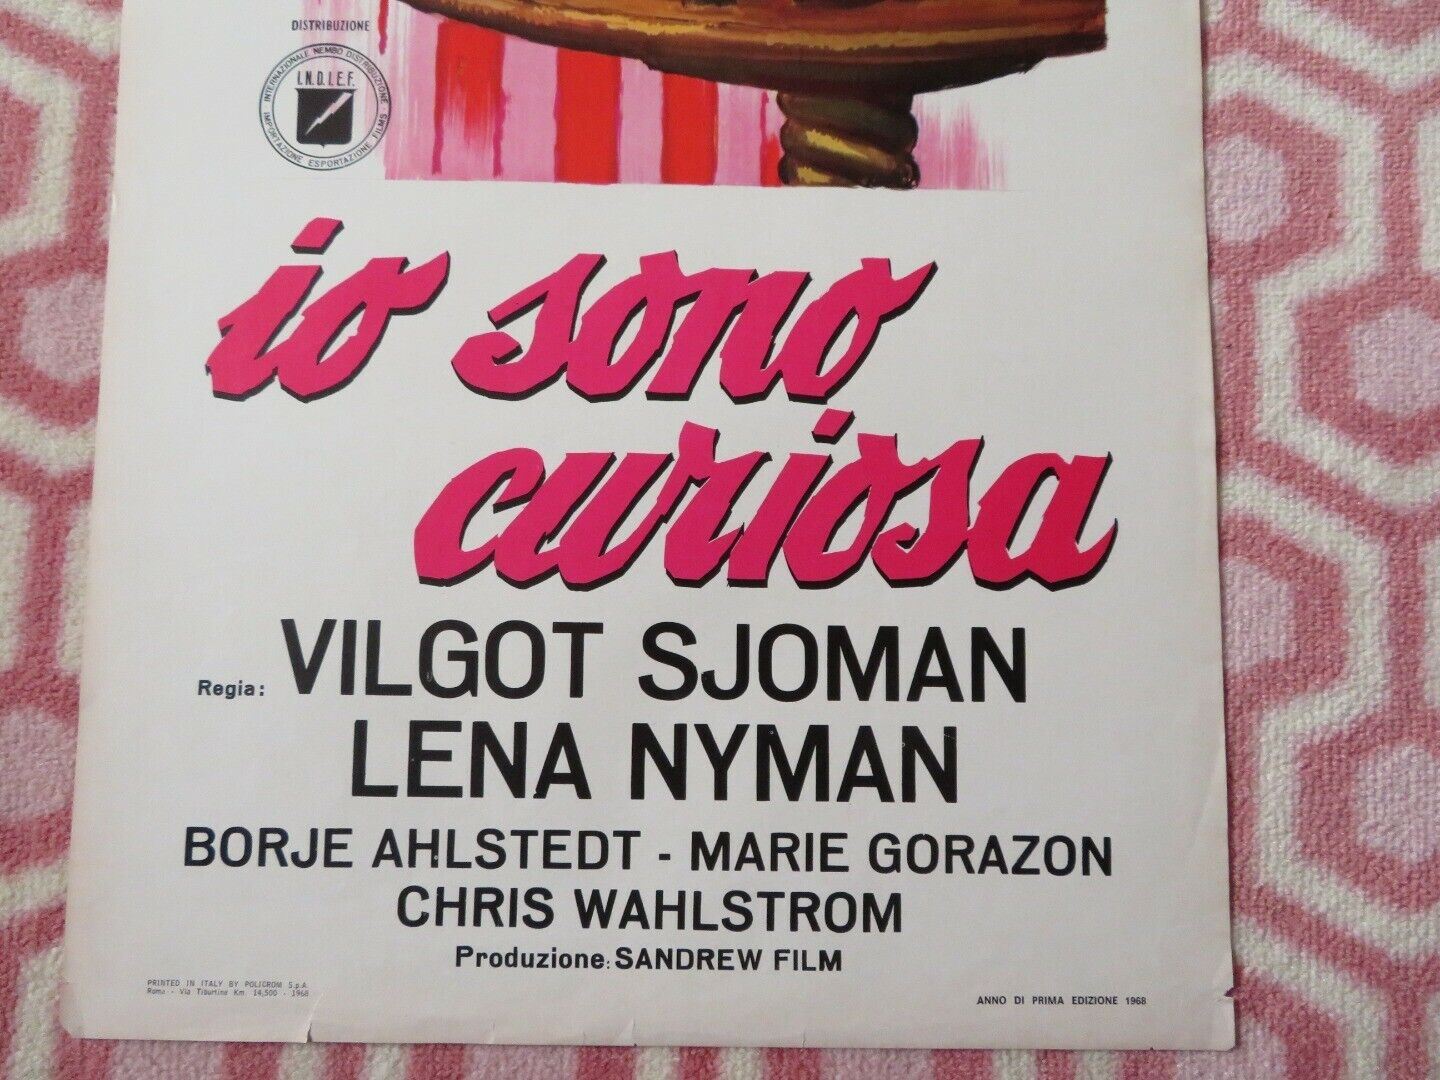 DISTRIBUZIONE
INTERNAZIONALE NEMBO DISTRIBUZIONE
I.N.D.I.E.F.
IMPORTAZIONE ESPORTAZIONE FILMS
io sono
curiosa
Regia: VILGOT SJOMAN
LENA NYMAN
BORJE AHLSTEDT - MARIE GORAZON
CHRIS WAHLSTROM
Produzione: SANDREW FILM
PRINTED IN ITALY BY POLICROM S.p.A.
Roma - Via Tiburtina Km. 14,500 - 1968
ANNO DI PRIMA EDIZIONE 1968